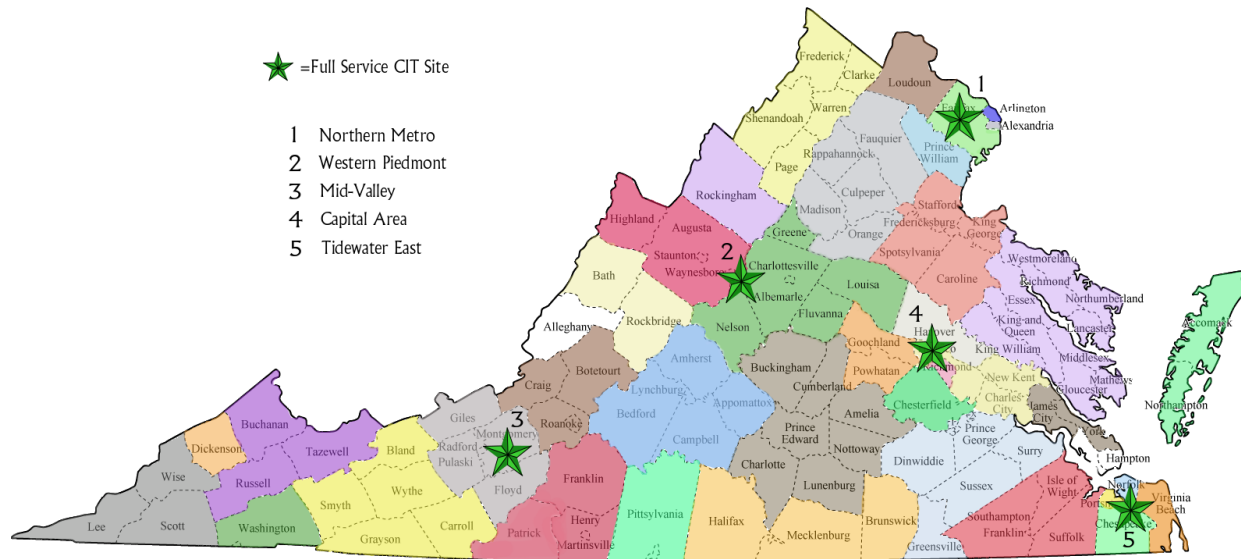 =Full Service CIT Site
1 Northern Metro
2 Western Piedmont
3 Mid-Valley
4 Capital Area
5 Tidewater East
Frederick
Clarke
Loudoun
1
Warren
Arlington
Shenandoah
Alexandria
Fauquier
Prince
William
Rappahannock
Page
Culpeper
Rockingham
Madison
Stafford
Highland
Augusta
Greene
Orange
Fredericksburg
King
George
Staunton
2
Spotsylvania
Westmoreland
Waynesboro
Charlottesville
Bath
Caroline
Richmond
Albemarle
Louisa
Essex
Northumberland
Fluvanna
4
King and
Queen
Alleghany
Rockbridge
Nelson
Lancaster
Accomack
Goochland
King
William
Amherst
Middlesex
Botetourt
Buckingham
Powhatan
New Kent
Mathews
Craig
Lynchburg
Cumberland
Charles
City
Gloucester
Giles
Bedford
Appomattox
Chesterfield
James
City
Northampton
3
Buchanan
Roanoke
Amelia
Montgomery
Dickenson
Radford
Prince
Edward
Prince
George
York
Tazewell
Bland
Pulaski
Campbell
Nottoway
Surry
Hampton
Wise
Charlotte
Dinwiddie
Russell
Wythe
Floyd
Franklin
Lunenburg
Sussex
Isle of
Wight
Norfolk
Smyth
Virginia
Beach
Lee
Scott
Washington
Carroll
Pittsylvania
Halifax
Brunswick
Southampton
Chesapeake
Grayson
Patrick
Henry
Martinsville
Mecklenburg
Franklin
Suffolk
5
Greensville